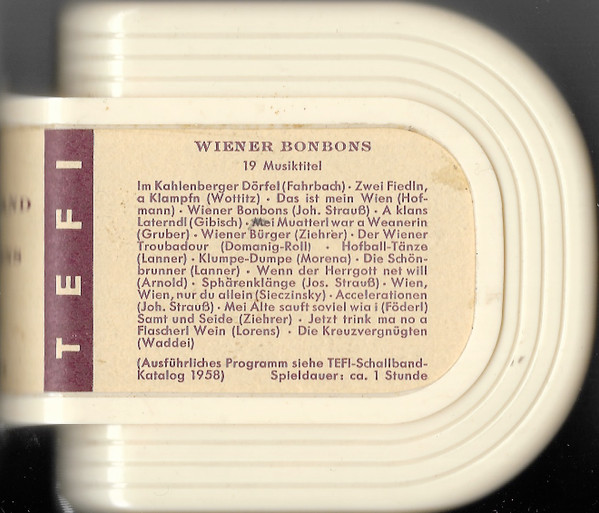 WIENER BONBONS
19 Musiktitel
Im Kahlenberger Dörfel (Fahrbach) · Zwei Fiedln,
a Klampfn (Wottitz) · Das ist mein Wien (Hof-
mann) · Wiener Bonbons (Joh. Strauß) · A klans
Laterndl (Gibisch) · Mei Muatterl war a Weanerin
(Gruber) · Wiener Bürger (Ziehrer) · Der Wiener
Troubadour (Domanig-Roll) · Hofball-Tänze
(Lanner) · Klumpe-Dumpe (Morena) · Die Schön-
brunner (Lanner) · Wenn der Herrgott net will
(Arnold) · Sphärenklänge (Jos. Strauß) · Wien,
Wien, nur du allein (Sieczinsky) · Accelerationen
(Joh. Strauß) · Mei Alte sauft soviel wia i (Föderl)
Samt und Seide (Ziehrer) · Jetzt trink ma no a
Flascherl Wein (Lorens) · Die Kreuzvergnügten
(Waddei)
(Ausführliches Programm siehe TEFI-Schallband-
Katalog 1958) Spieldauer: ca. 1 Stunde
TEFI